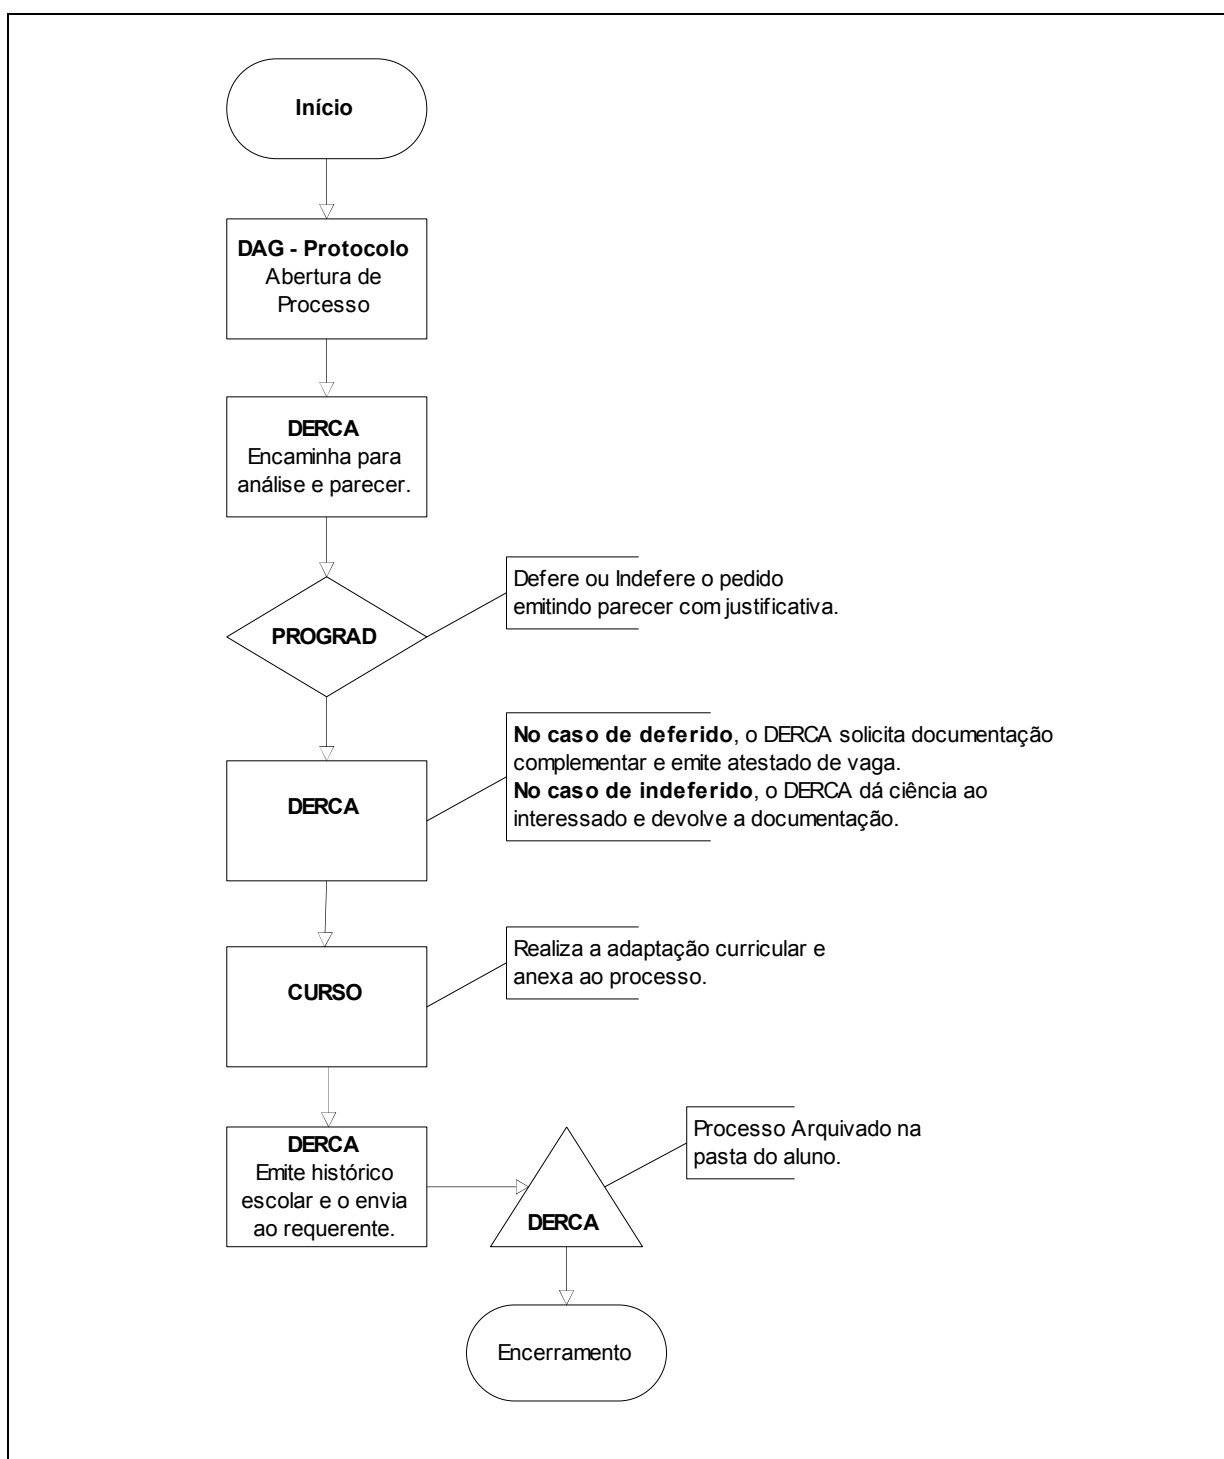 Início
DAG - Protocolo
Abertura de
Processo
DERCA
Encaminha para
análise e parecer.
PROGRAD
Defere ou Indefere o pedido
emitindo parecer com justificativa.
DERCA
No caso de deferido, o DERCA solicita documentação
complementar e emite atestado de vaga.
No caso de indeferido, o DERCA dá ciência ao
interessado e devolve a documentação.
CURSO
Realiza a adaptação curricular e
anexa ao processo.
DERCA
Emite histórico
escolar e o envia
ao requerente.
DERCA
Processo Arquivado na
pasta do aluno.
Encerramento